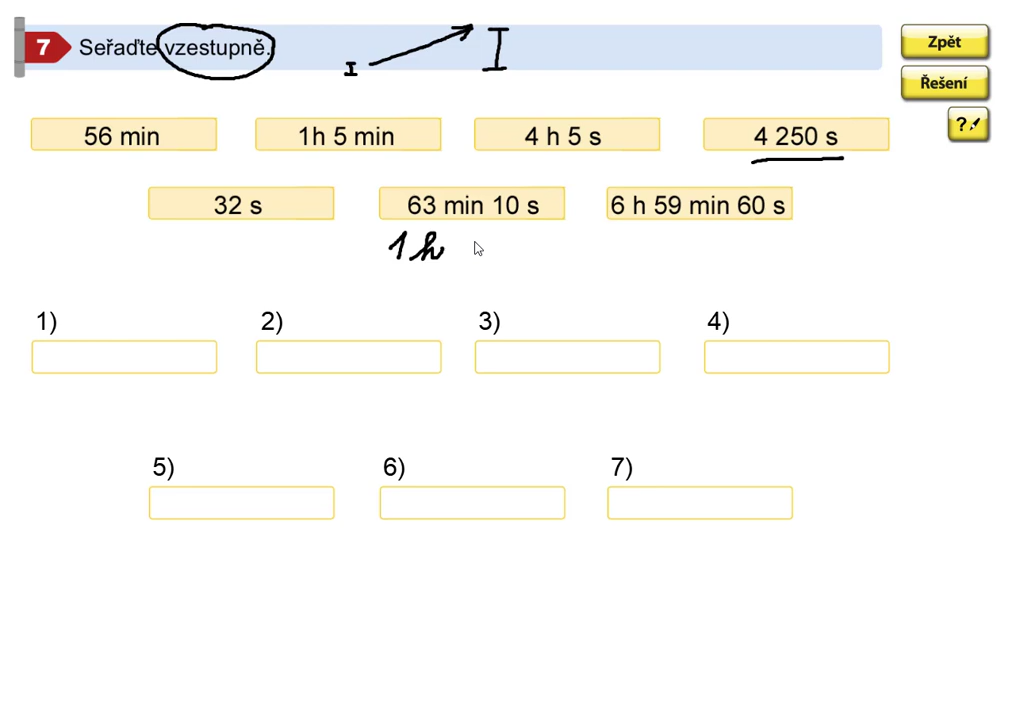 7 Seřaďte vzestupně.
I I
Zpět
Řešení
?
56 min 1h 5 min 4 h 5 s 4 250 s
32 s 63 min 10 s 6 h 59 min 60 s
1h
1) 2) 3) 4)
5) 6) 7)